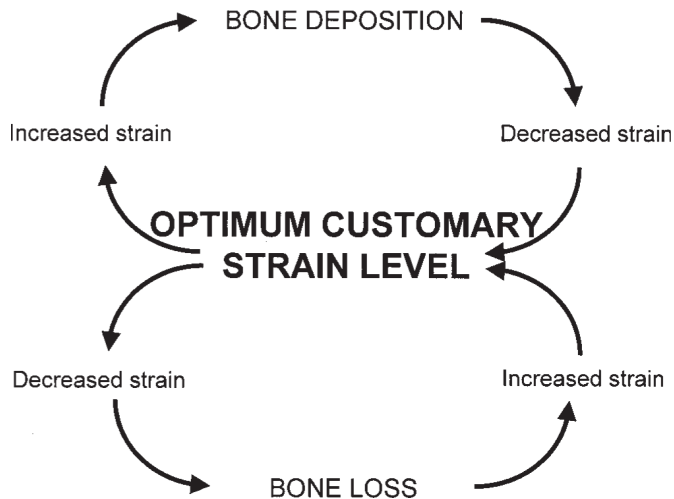 BONE DEPOSITION
Increased strain
Decreased strain
OPTIMUM CUSTOMARY
STRAIN LEVEL
Decreased strain
Increased strain
BONE LOSS